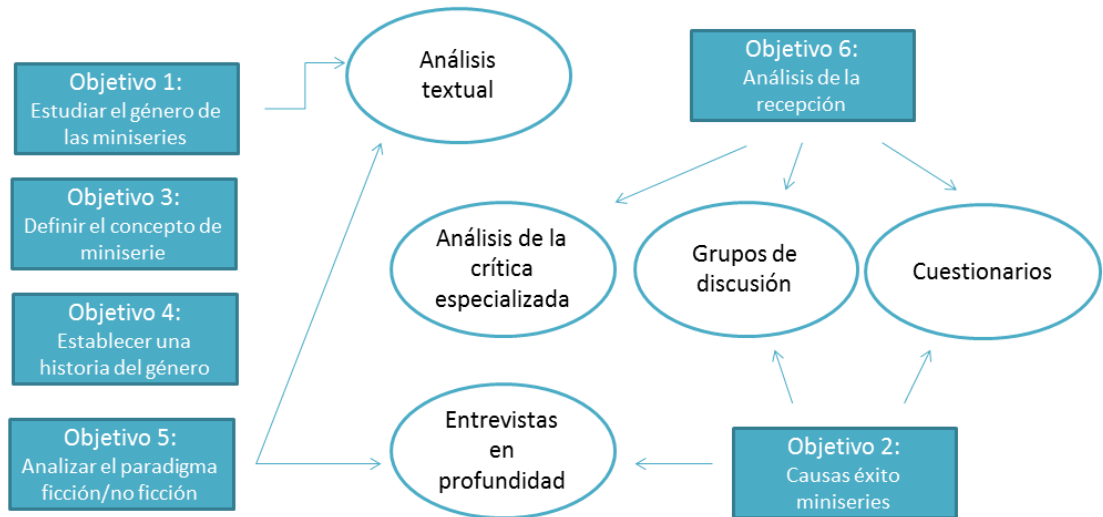 Objetivo 1:
Estudiar el género de
las miniseries
Objetivo 3:
Definir el concepto de
miniserie
Objetivo 4:
Establecer una
historia del género
Objetivo 5:
Analizar el paradigma
ficción/no ficción
Análisis
textual
Objetivo 6:
Análisis de la
recepción
Análisis de la
crítica
especializada
Grupos de
discusión
Cuestionarios
Entrevistas
en
profundidad
Objetivo 2:
Causas éxito
miniseries